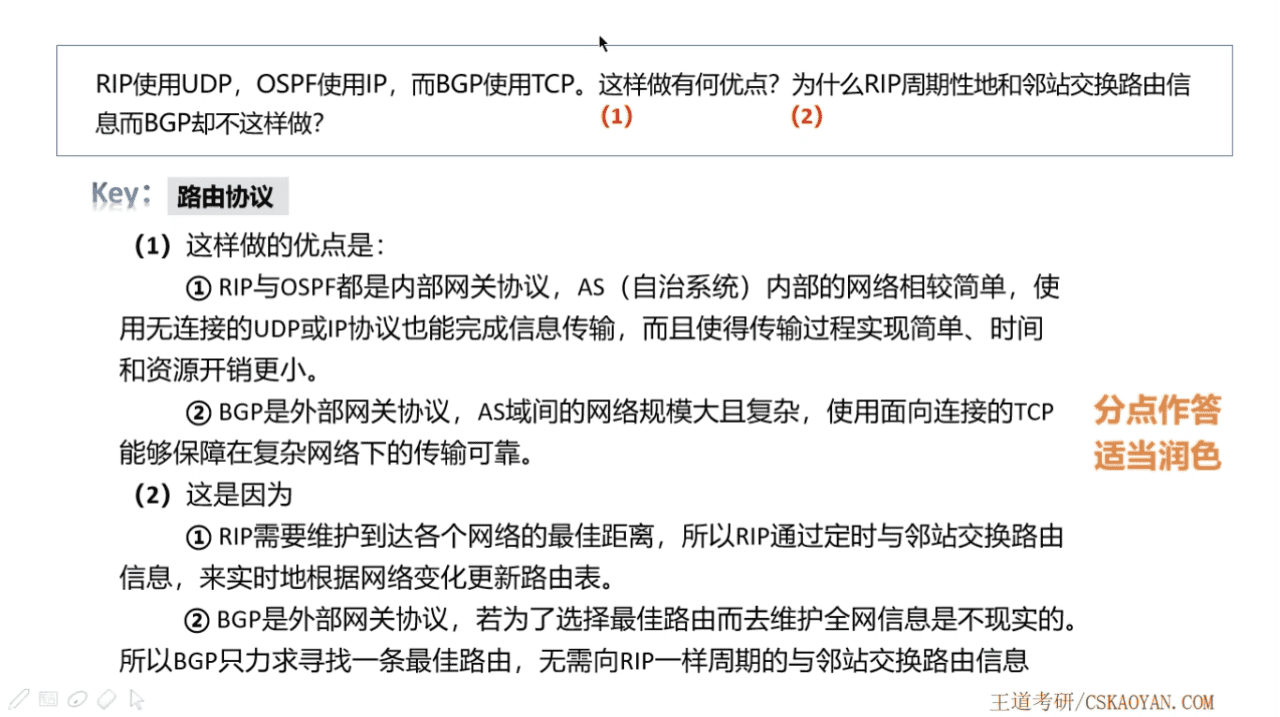 RIP使用UDP，OSPF使用IP，而BGP使用TCP。这样做有何优点？为什么RIP周期性地和邻站交换路由信
（1）
（2）
息而BGP却不这样做？
Key：
路由协议
（1）这样做的优点是：
① RIP与OSPF都是内部网关协议，AS（自治系统）内部的网络相较简单，使
用无连接的UDP或IP协议也能完成信息传输，而且使得传输过程实现简单、时间
和资源开销更小。
② BGP是外部网关协议，AS域间的网络规模大且复杂，使用面向连接的TCP
能够保障在复杂网络下的传输可靠。
分点作答
适当润色
（2）这是因为
① RIP需要维护到达各个网络的最佳距离，所以RIP通过定时与邻站交换路由
信息，来实时地根据网络变化更新路由表。
② BGP是外部网关协议，若为了选择最佳路由而去维护全网信息是不现实的。
所以BGP只力求寻找一条最佳路由，无需向RIP一样周期的与邻站交换路由信息
王道考研/CSKAOYAN.COM